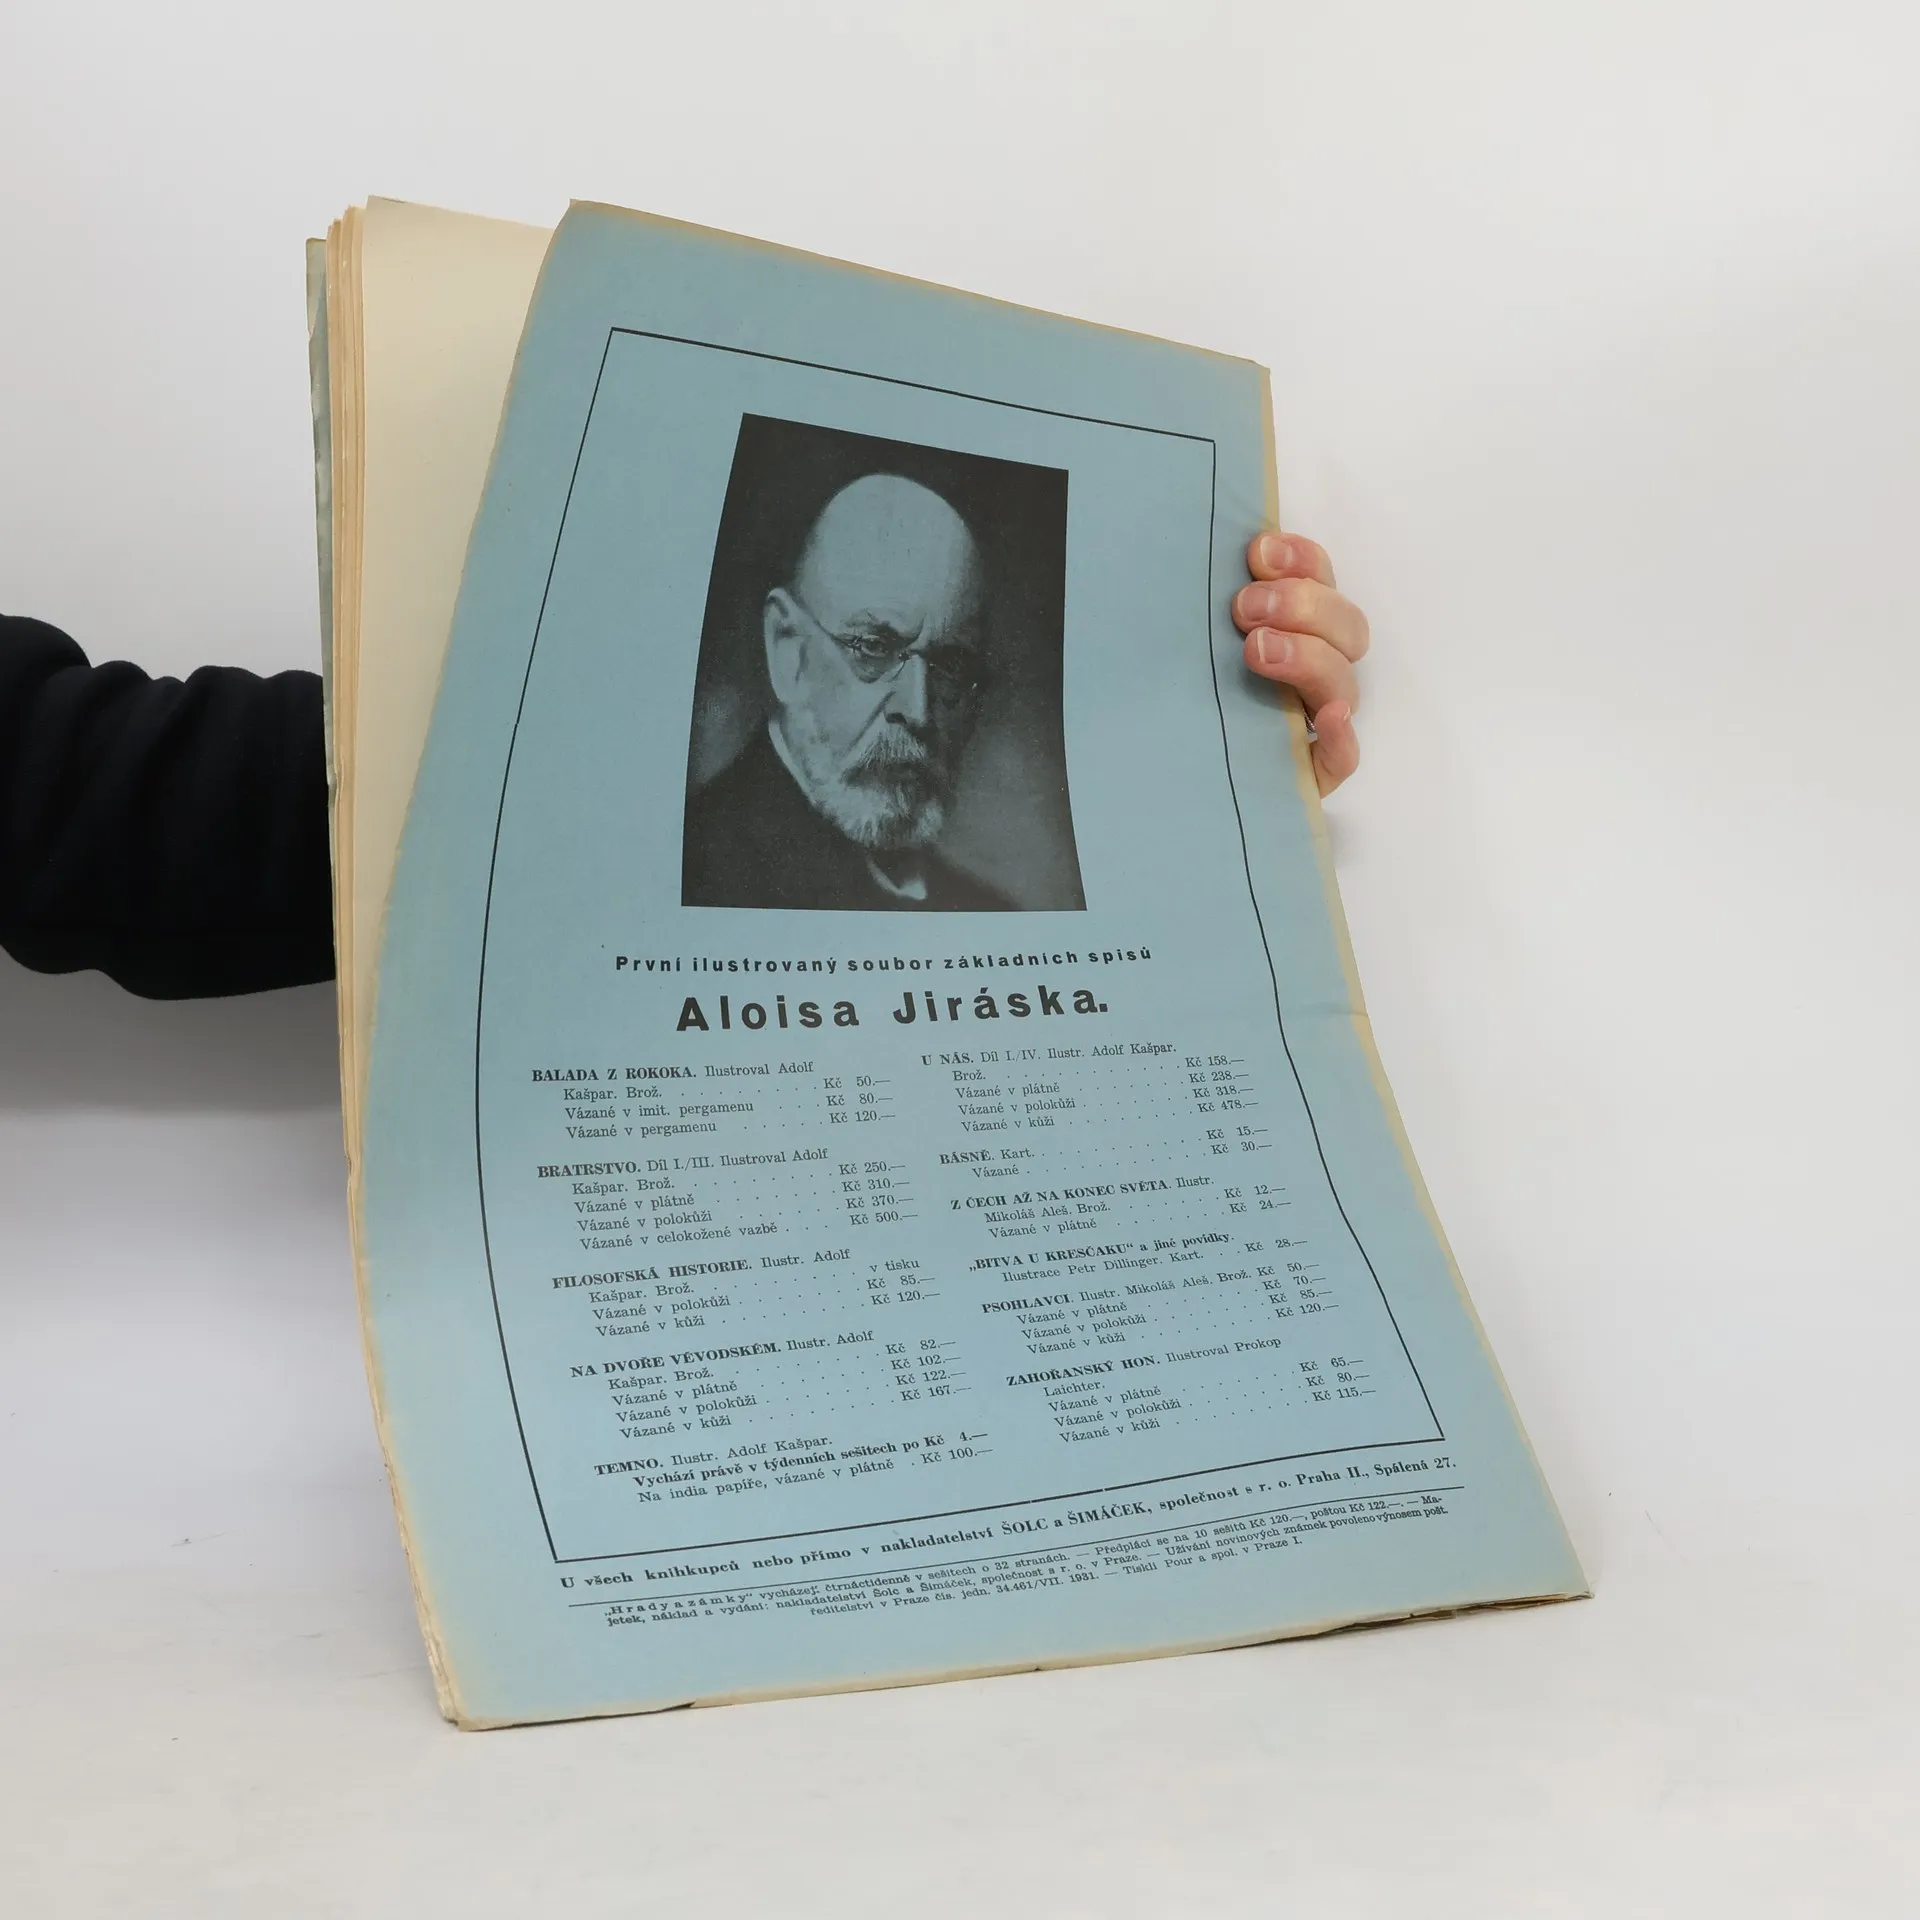 První ilustrovaný soubor základních spisů
Aloisa Jiráska.
BALADA Z ROKOKA. Ilustroval Adolf
Kašpar. Brož. . . . . . . . . Kč 50.—
Vázané v imit. pergamenu . . . Kč 80.—
Vázané v pergamenu . . . . . Kč 120.—
BRATRSTVO. Díl I./III. Ilustroval Adolf
Kašpar. Brož. . . . . . . . . Kč 250.—
Vázané v plátně . . . . . . . Kč 310.—
Vázané v polokůži . . . . . . Kč 370.—
Vázané v celokožené vazbě . . . Kč 500.—
FILOSOFSKÁ HISTORIE. Ilustr. Adolf
Kašpar. Brož. . . . . . . . . v tisku
Vázané v polokůži . . . . . . . Kč 85.—
Vázané v kůži . . . . . . . . Kč 120.—
NA DVOŘE VÉVODSKÉM. Ilustr. Adolf
Kašpar. Brož. . . . . . . . . Kč 82.—
Vázané v plátně . . . . . . . Kč 102.—
Vázané v polokůži . . . . . . . Kč 122.—
Vázané v kůži . . . . . . . . Kč 167.—
TEMNO. Ilustr. Adolf Kašpar.
Vychází právě v týdenních sešitech po Kč 4.—
Na india papíře, vázané v plátně . Kč 100.—
U NÁS. Díl I./IV. Ilustr. Adolf Kašpar.
Brož. . . . . . . . . . . . Kč 158.—
Vázané v plátně . . . . . . . Kč 238.—
Vázané v polokůži . . . . . . . Kč 318.—
Vázané v kůži . . . . . . . . Kč 478.—
BÁSNĚ. Kart. . . . . . . . . . Kč 15.—
Vázané . . . . . . . . . . Kč 30.—
Z ČECH AŽ NA KONEC SVĚTA. Ilustr.
Mikoláš Aleš. Brož. . . . . . . Kč 12.—
Vázané v plátně . . . . . . . Kč 24.—
„BITVA U KRESČAKU“ a jiné povídky.
Ilustrace Petr Dillinger. Kart. . . Kč 28.—
PSOHLAVCI. Ilustr. Mikoláš Aleš. Brož. Kč 50.—
Vázané v plátně . . . . . . . Kč 70.—
Vázané v polokůži . . . . . . . Kč 85.—
Vázané v kůži . . . . . . . . Kč 120.—
ZAHOŘANSKÝ HON. Ilustroval Prokop
Laichter.
Vázané v plátně . . . . . . . Kč 65.—
Vázané v polokůži . . . . . . . Kč 80.—
Vázané v kůži . . . . . . . . Kč 115.—
U všech knihkupců nebo přímo v nakladatelství ŠOLC a ŠIMÁČEK, společnost s r. o. Praha II., Spálená 27.
„Hrady a zámky“ vycházejí čtrnáctidenně v sešitech o 32 stranách. — Předplácí se na 10 sešitů Kč 120.—, poštou Kč 122.—. — Ma-
jetek, náklad a vydání: nakladatelství Šolc a Šimáček, společnost s r. o. v Praze. — Užívání novinových známek povoleno výnosem pošt.
ředitelství v Praze čís. jedn. 34.461/VII. 1931. — Tiskli Pour a spol. v Praze I.